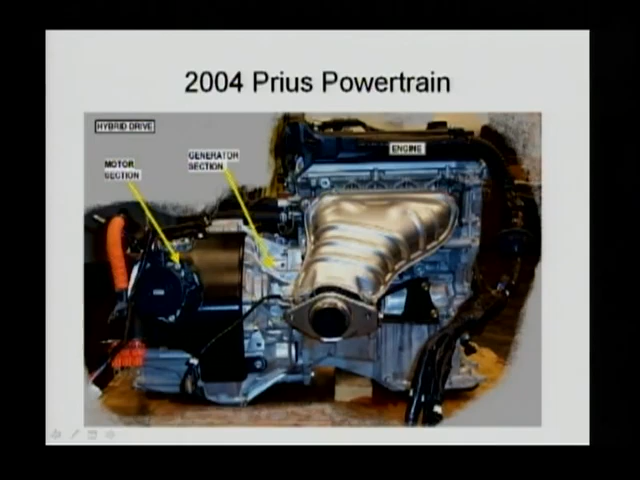 2004 Prius Powertrain
HYBRID DRIVE
ENGINE
GENERATOR
SECTION
MOTOR
SECTION